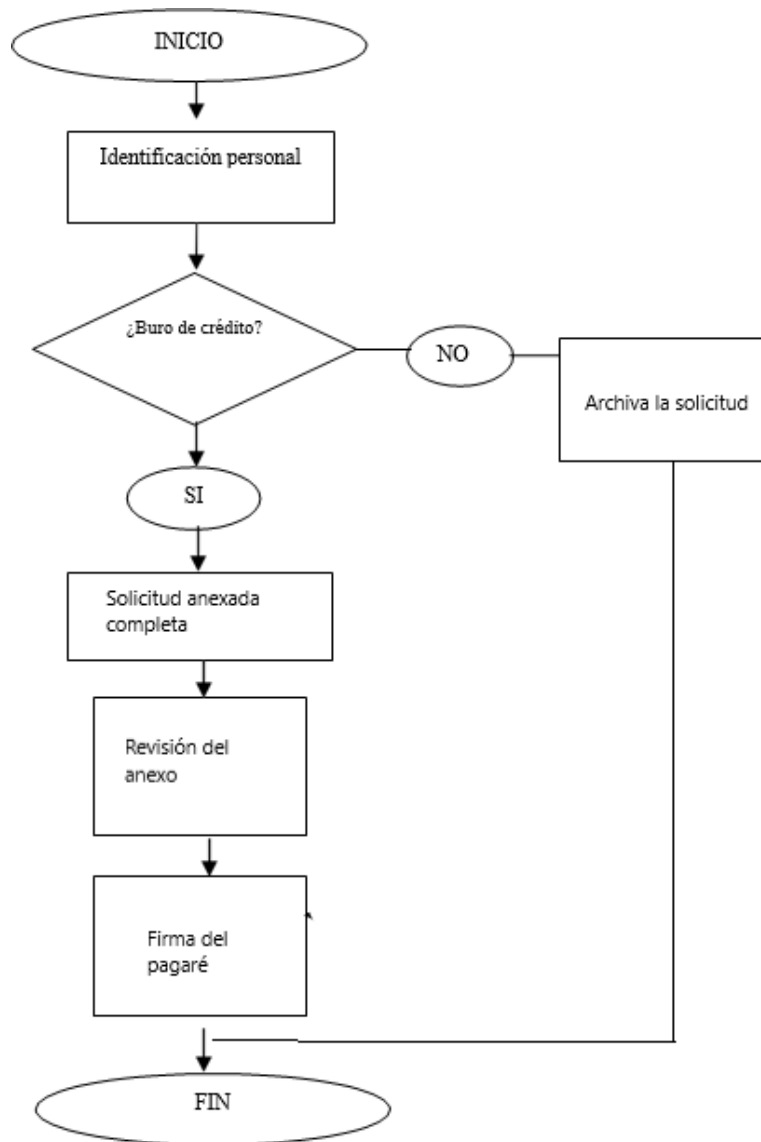 INICIO
Identificación personal
¿Buro de crédito?
NO
Archiva la solicitud
SI
Solicitud anexada
completa
Revisión del
anexo
Firma del
pagaré
FIN